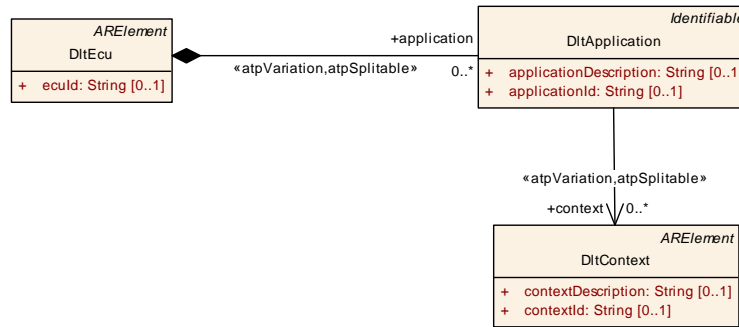 ARElement
DltEcu
+ ecuId: String [0..1]
+application
«atpVariation,atpSplitable»
0..*
Identifiable
DltApplication
+ applicationDescription: String [0..1
+ applicationId: String [0..1]
«atpVariation,atpSplitable»
+context
0..*
ARElement
DltContext
+ contextDescription: String [0..1]
+ contextId: String [0..1]